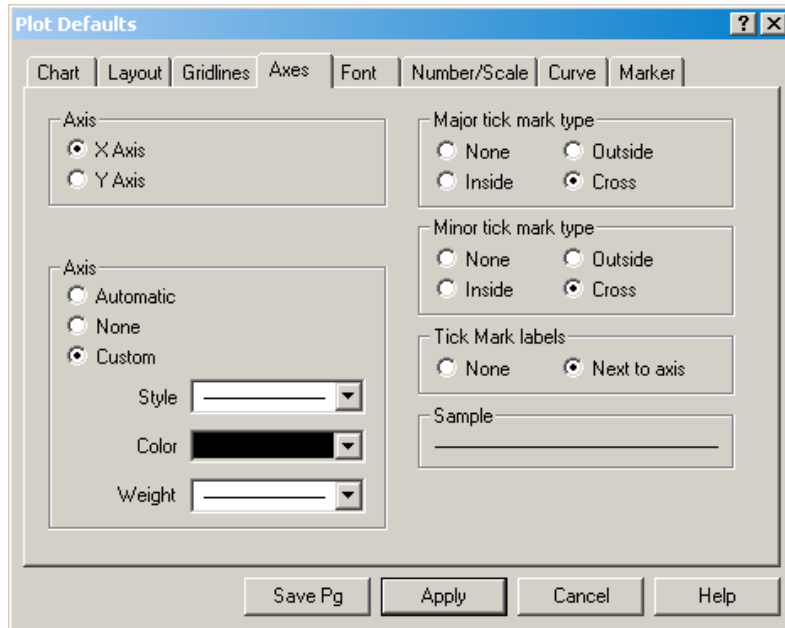 Plot Defaults
Chart Layout Gridlines Axes Font Number/Scale Curve Marker
Axis
X Axis
Y Axis
Axis
Automatic
None
Custom
Style
Color
Weight
Major tick mark type
None Outside
Inside Cross
Minor tick mark type
None Outside
Inside Cross
Tick Mark labels
None Next to axis
Sample
Save Pg Apply Cancel Help